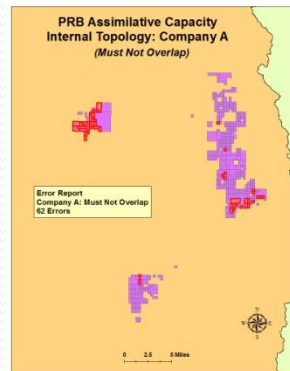 PRB Assimilative Capacity
Internal Topology: Company A
(Must Not Overlap)
Error Report
Company A: Must Not Overlap
62 Errors
N
W
E
S
0 2.5 5 Miles